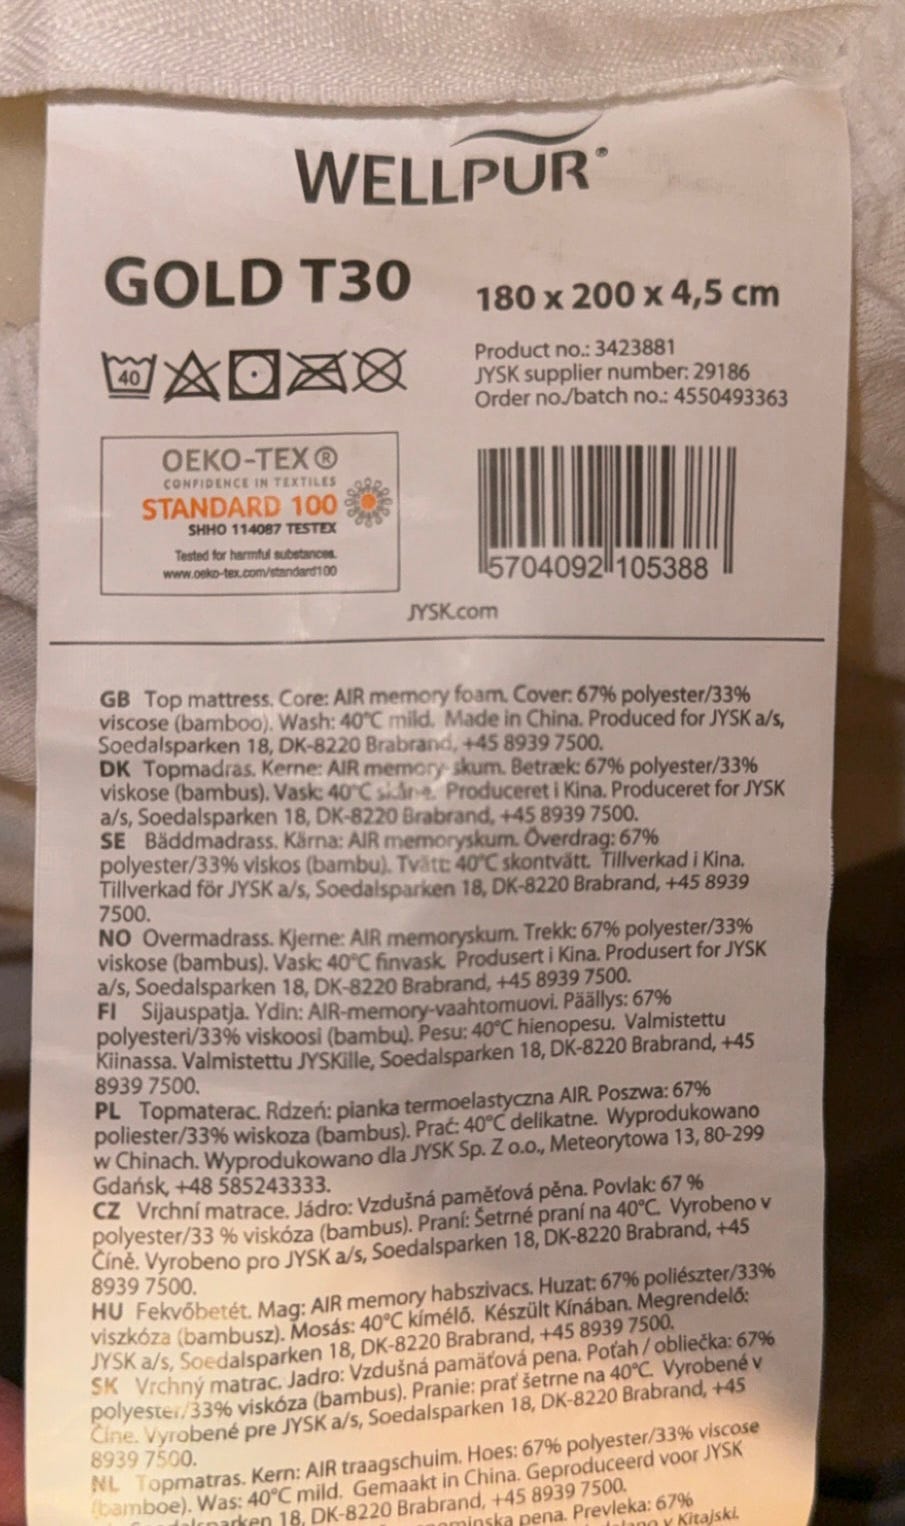 WELLPUR®
GOLD T30
180 x 200 x 4,5 cm
40
Product no.: 3423881
JYSK supplier number: 29186
Order no./batch no.: 4550493363
OEKO-TEX®
CONFIDENCE IN TEXTILES
STANDARD 100
SHHO 114087 TESTEX
Tested for harmful substances.
www.oeko-tex.com/standard100
5704092105388
JYSK.com
GB Top mattress. Core: AIR memory foam. Cover: 67% polyester/33%
viscose (bamboo). Wash: 40°C mild. Made in China. Produced for JYSK a/s,
Soedalsparken 18, DK-8220 Brabrand, +45 8939 7500.
DK Topmadras. Kerne: AIR memory skum. Betræk: 67% polyester/33%
viskose (bambus). Vask: 40°C Produceret i Kina. Produceret for JYSK
a/s, Soedalsparken 18, DK-8220 Brabrand, +45 8939 7500.
SE Bäddmadrass. Kärna: AIR memoryskum. Överdrag: 67%
polyester/33% viskos (bambu). Tvätt: 40°C skontvätt. Tillverkad i Kina.
Tillverkad för JYSK a/s, Soedalsparken 18, DK-8220 Brabrand, +45 8939
7500.
NO Overmadrass. Kjerne: AIR memoryskum. Trekk: 67% polyester/33%
viskose (bambus). Vask: 40°C finvask. Produsert i Kina. Produsert for JYSK
a/s, Soedalsparken 18, DK-8220 Brabrand, +45 8939 7500.
FI Sijauspatja. Ydin: AIR-memory-vaahtomuovi. Päällys: 67%
polyesteri/33% viskoosi (bambu). Pesu: 40°C hienopesu. Valmistettu
Kiinassa. Valmistettu JYSKille, Soedalsparken 18, DK-8220 Brabrand, +45
8939 7500.
PL Topmaterac. Rdzeń: pianka termoelastyczna AIR. Poszwa: 67%
poliester/33% wiskoza (bambus). Prać: 40°C delikatne. Wyprodukowano
w Chinach. Wyprodukowano dla JYSK Sp. Z o.o., Meteorytowa 13, 80-299
Gdańsk, +48 585243333.
CZ Vrchní matrace. Jádro: Vzdušná paměťová pěna. Povlak: 67 %
polyester/33 % viskóza (bambus). Praní: Šetrné praní na 40°C. Vyrobeno v
Číně. Vyrobeno pro JYSK a/s, Soedalsparken 18, DK-8220 Brabrand, +45
8939 7500.
HU Fekvőbetét. Mag: AIR memory habszivacs. Huzat: 67% poliészter/33%
viszkóza (bambusz). Mosás: 40°C kímélő. Készült Kínában. Megrendelő:
JYSK a/s, Soedalsparken 18, DK-8220 Brabrand, +45 8939 7500.
SK Vrchný matrac. Jadro: Vzdušná pamäťová pena. Poťah / obliečka: 67%
polyester/33% viskóza (bambus). Pranie: prať šetrne na 40°C. Vyrobené v
Číne. Vyrobené pre JYSK a/s, Soedalsparken 18, DK-8220 Brabrand, +45
8939 7500.
NL Topmatras. Kern: AIR traagschuim. Hoes: 67% polyester/33% viscose
(bamboe). Was: 40°C mild. Gemaakt in China. Geproduceerd voor JYSK
18, DK-8220 Brabrand, +45 8939 7500.
pena. Prevleka: 67%
v Kitajski.